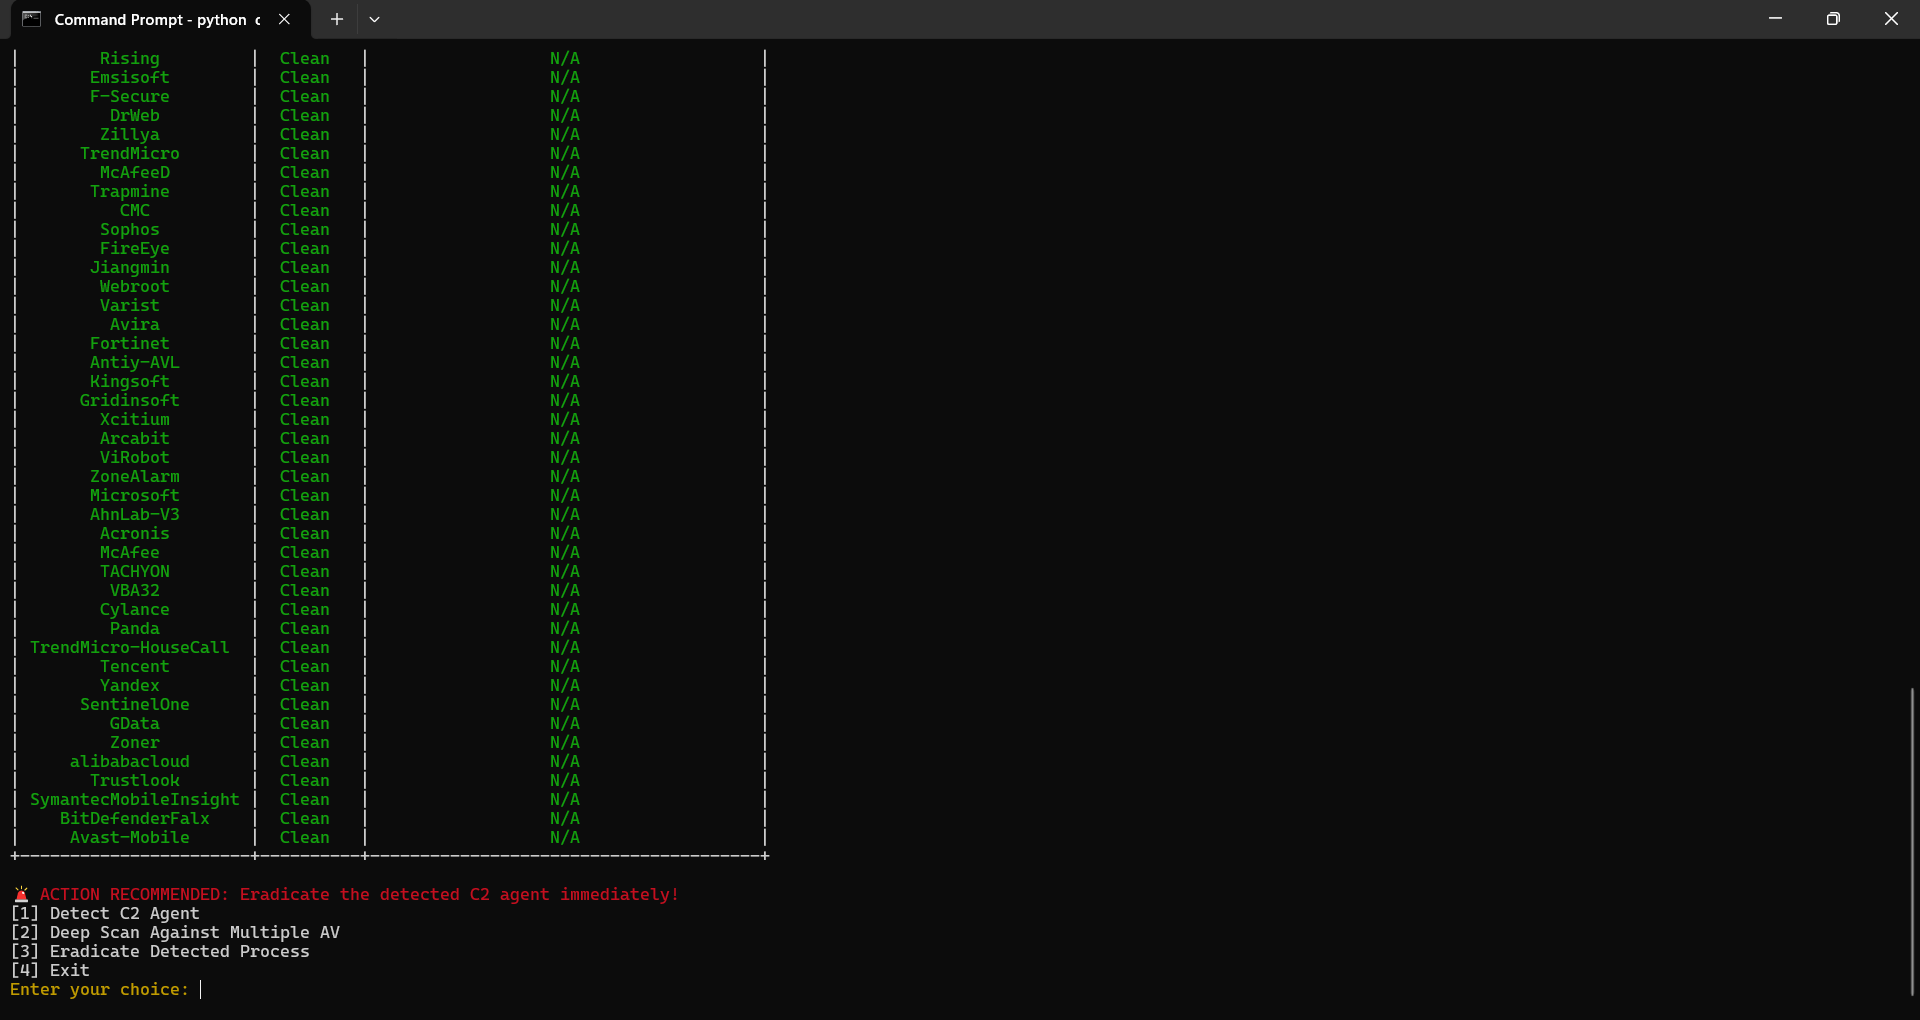 Command Prompt - python c
| Rising | Clean | N/A |
| Emsisoft | Clean | N/A |
| F-Secure | Clean | N/A |
| DrWeb | Clean | N/A |
| Zillya | Clean | N/A |
| TrendMicro | Clean | N/A |
| McAfeeD | Clean | N/A |
| Trapmine | Clean | N/A |
| CMC | Clean | N/A |
| Sophos | Clean | N/A |
| FireEye | Clean | N/A |
| Jiangmin | Clean | N/A |
| Webroot | Clean | N/A |
| Varist | Clean | N/A |
| Avira | Clean | N/A |
| Fortinet | Clean | N/A |
| Antiy-AVL | Clean | N/A |
| Kingsoft | Clean | N/A |
| Gridinsoft | Clean | N/A |
| Xcitium | Clean | N/A |
| Arcabit | Clean | N/A |
| ViRobot | Clean | N/A |
| ZoneAlarm | Clean | N/A |
| Microsoft | Clean | N/A |
| AhnLab-V3 | Clean | N/A |
| Acronis | Clean | N/A |
| McAfee | Clean | N/A |
| TACHYON | Clean | N/A |
| VBA32 | Clean | N/A |
| Cylance | Clean | N/A |
| Panda | Clean | N/A |
| TrendMicro-HouseCall | Clean | N/A |
| Tencent | Clean | N/A |
| Yandex | Clean | N/A |
| SentinelOne | Clean | N/A |
| GData | Clean | N/A |
| Zoner | Clean | N/A |
| alibabacloud | Clean | N/A |
| Trustlook | Clean | N/A |
| SymantecMobileInsight | Clean | N/A |
| BitDefenderFalx | Clean | N/A |
| Avast-Mobile | Clean | N/A |
+-----------------------+----------+---------------------------------------+
🚨 ACTION RECOMMENDED: Eradicate the detected C2 agent immediately!
[1] Detect C2 Agent
[2] Deep Scan Against Multiple AV
[3] Eradicate Detected Process
[4] Exit
Enter your choice: